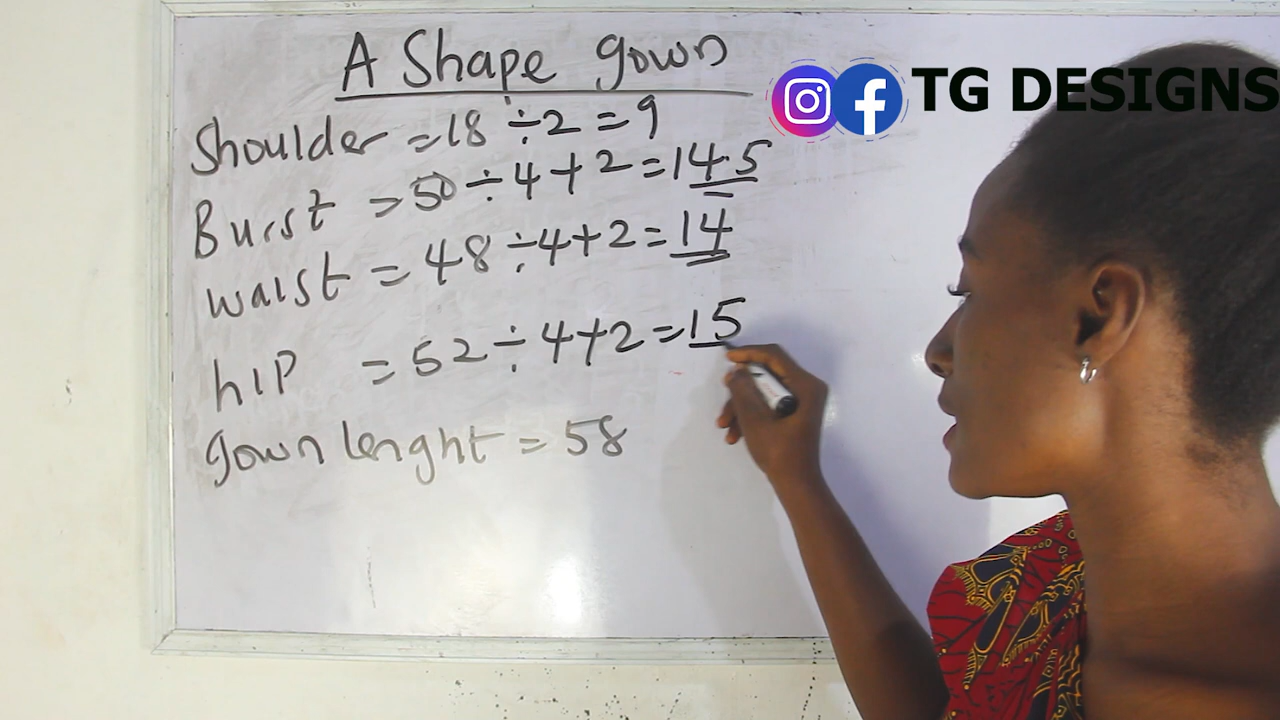 A Shape gown
TG DESIGNS
Shoulder = 18 ÷ 2 = 9
Burst = 50 ÷ 4 + 2 = 14.5
waist = 48 ÷ 4 + 2 = 14
hIP = 52 ÷ 4 + 2 = 15
gown lenght = 58